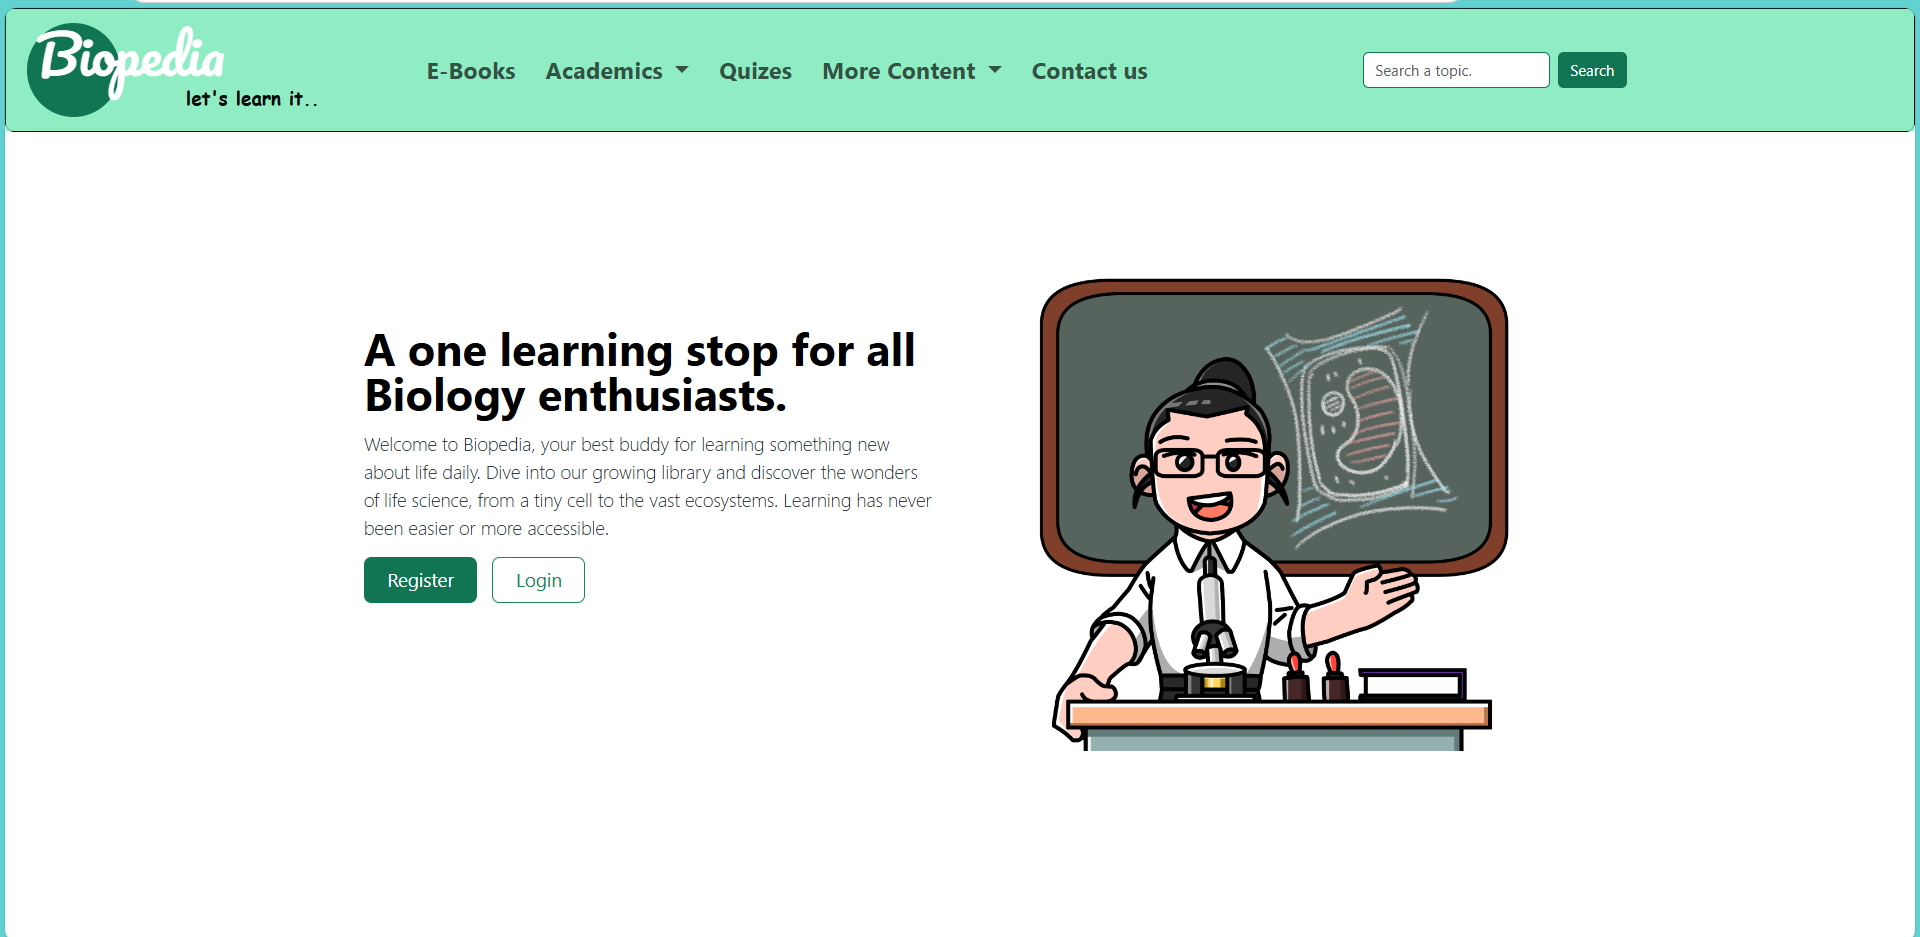 Biopedia
let's learn it..
E-Books Academics Quizes More Content Contact us
Search a topic. Search
A one learning stop for all
Biology enthusiasts.
Welcome to Biopedia, your best buddy for learning something new
about life daily. Dive into our growing library and discover the wonders
of life science, from a tiny cell to the vast ecosystems. Learning has never
been easier or more accessible.
Register Login